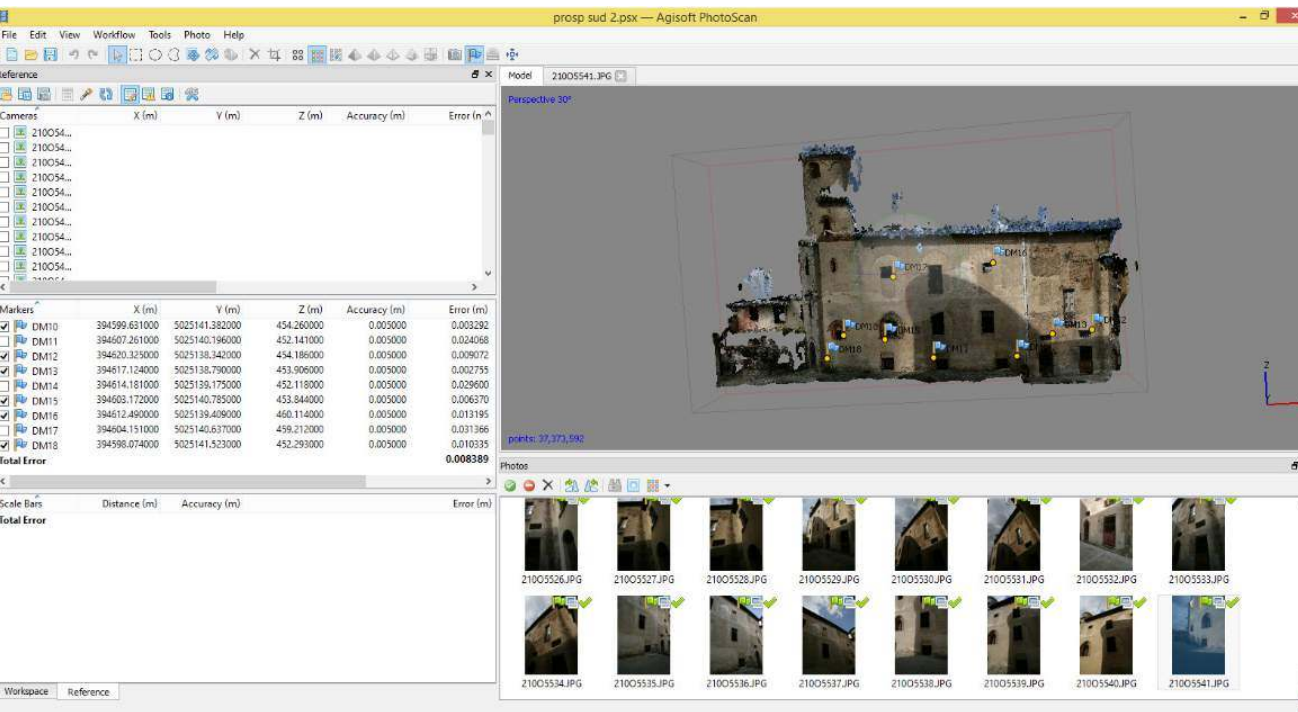 prosp sud 2.psx — Agisoft PhotoScan
File Edit View Workflow Tools Photo Help
Reference
Cameras X (m) Y (m) Z (m) Accuracy (m) Error (n
210O54...
210O54...
210O54...
210O54...
210O54...
210O54...
210O54...
210O54...
210O54...
210O54...
Markers X (m) Y (m) Z (m) Accuracy (m) Error (m)
DM10 394599.631000 5025141.382000 454.260000 0.005000 0.003292
DM11 394607.261000 5025140.196000 452.141000 0.005000 0.024068
DM12 394620.325000 5025138.342000 454.186000 0.005000 0.009072
DM13 394617.124000 5025138.790000 453.906000 0.005000 0.002755
DM14 394614.181000 5025139.175000 452.118000 0.005000 0.029600
DM15 394603.172000 5025140.785000 453.844000 0.005000 0.006370
DM16 394612.490000 5025139.409000 460.114000 0.005000 0.013195
DM17 394604.151000 5025140.637000 459.212000 0.005000 0.031366
DM18 394598.074000 5025141.523000 452.293000 0.005000 0.010335
Total Error 0.008389
Scale Bars Distance (m) Accuracy (m) Error (m)
Total Error
Workspace Reference
Model 210O5541.JPG
Perspective 30°
DM17
DM16
DM10
DM15
DM13
DM18
DM11
Z
points: 37,373,592
Photos
210O5526.JPG 210O5527.JPG 210O5528.JPG 210O5529.JPG 210O5530.JPG 210O5531.JPG 210O5532.JPG 210O5533.JPG
210O5534.JPG 210O5535.JPG 210O5536.JPG 210O5537.JPG 210O5538.JPG 210O5539.JPG 210O5540.JPG 210O5541.JPG